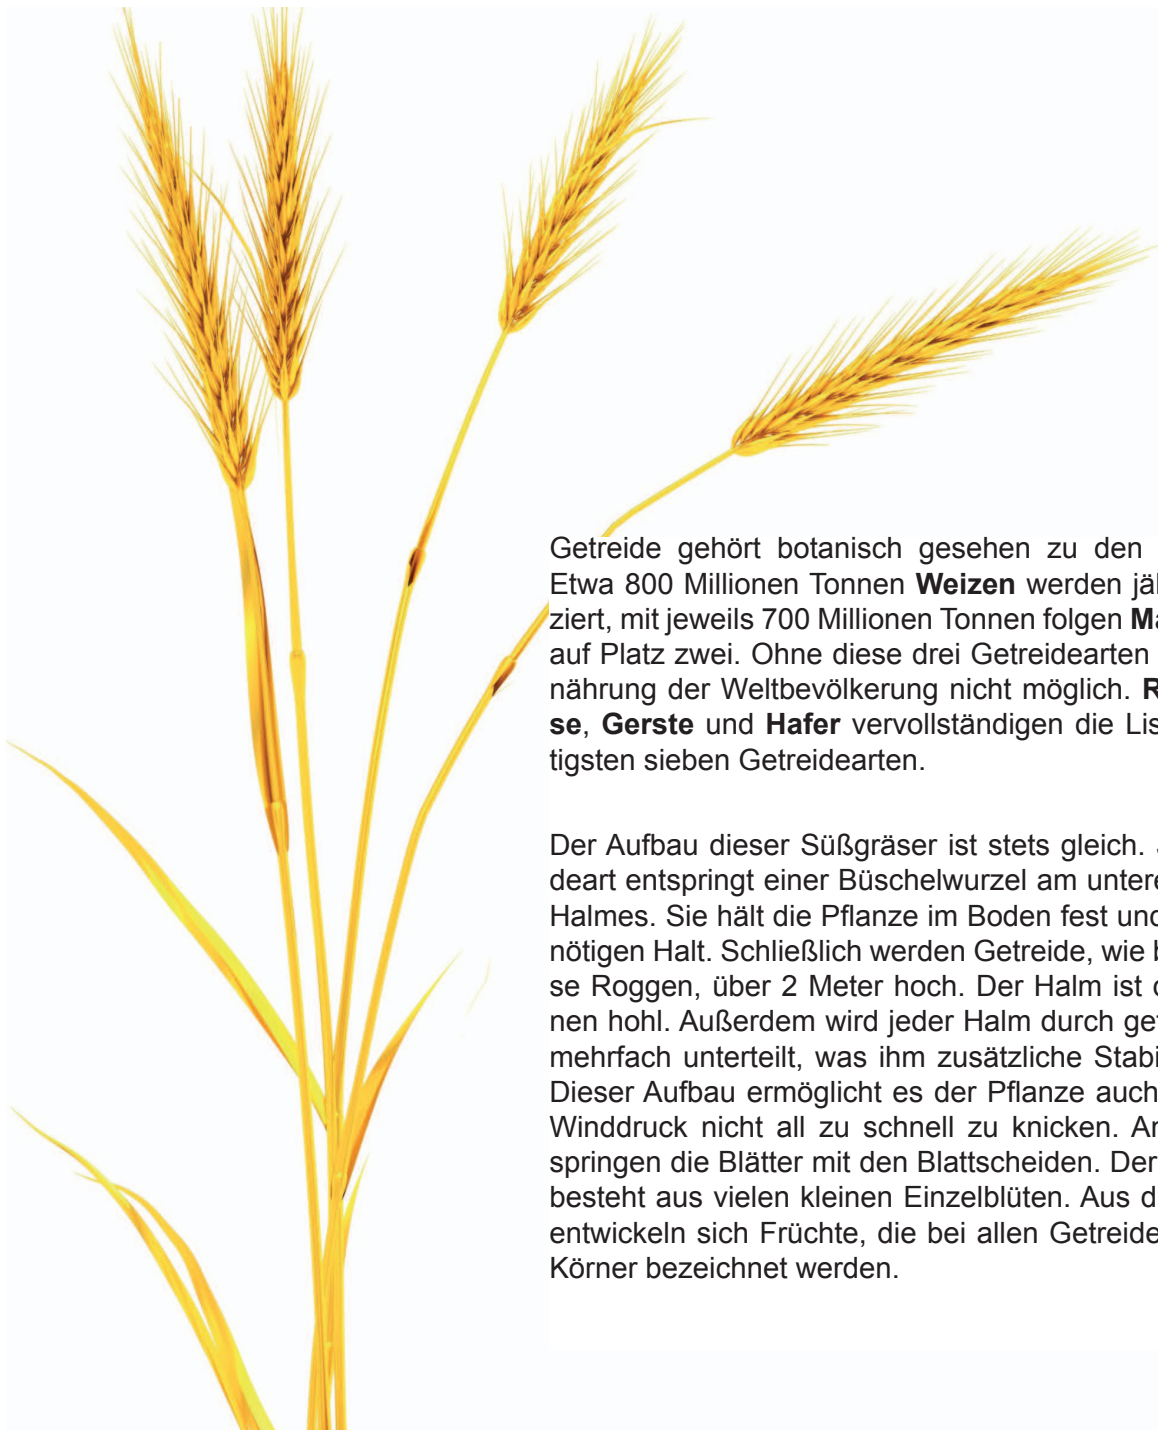 Getreide gehört botanisch gesehen zu den
Etwa 800 Millionen Tonnen Weizen werden jäh
ziert, mit jeweils 700 Millionen Tonnen folgen Ma
auf Platz zwei. Ohne diese drei Getreidearten
nährung der Weltbevölkerung nicht möglich. R
se, Gerste und Hafer vervollständigen die Lis
tigsten sieben Getreidearten.
Der Aufbau dieser Süßgräser ist stets gleich.
deart entspringt einer Büschelwurzel am untere
Halmes. Sie hält die Pflanze im Boden fest und
nötigen Halt. Schließlich werden Getreide, wie b
se Roggen, über 2 Meter hoch. Der Halm ist
nen hohl. Außerdem wird jeder Halm durch
mehrfach unterteilt, was ihm zusätzliche Stabi
Dieser Aufbau ermöglicht es der Pflanze auch
Winddruck nicht all zu schnell zu knicken. An
springen die Blätter mit den Blattscheiden. Der
besteht aus vielen kleinen Einzelblüten. Aus d
entwickeln sich Früchte, die bei allen Getreide
Körner bezeichnet werden.